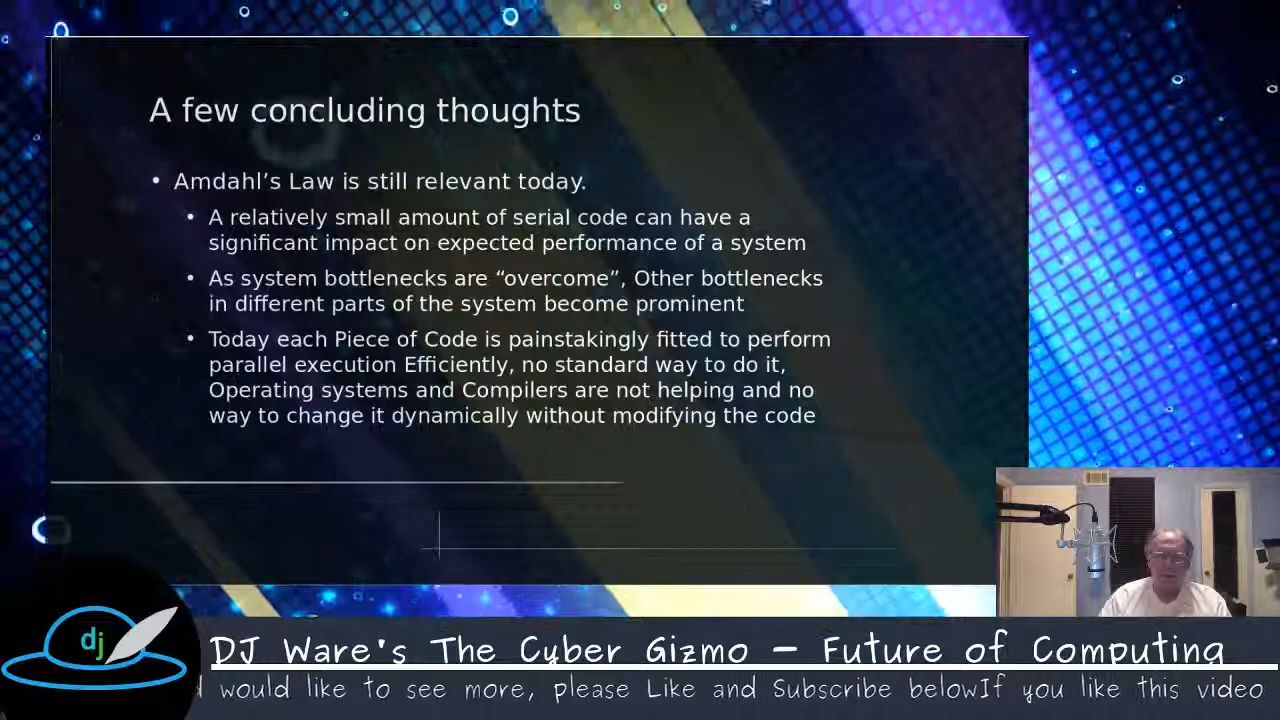 A few concluding thoughts
• Amdahl’s Law is still relevant today.
• A relatively small amount of serial code can have a
significant impact on expected performance of a system
• As system bottlenecks are “overcome”, Other bottlenecks
in different parts of the system become prominent
• Today each Piece of Code is painstakingly fitted to perform
parallel execution Efficiently, no standard way to do it,
Operating systems and Compilers are not helping and no
way to change it dynamically without modifying the code
dj
DJ Ware's The Cyber Gizmo - Future of Computing
would like to see more, please Like and Subscribe belowIf you like this video